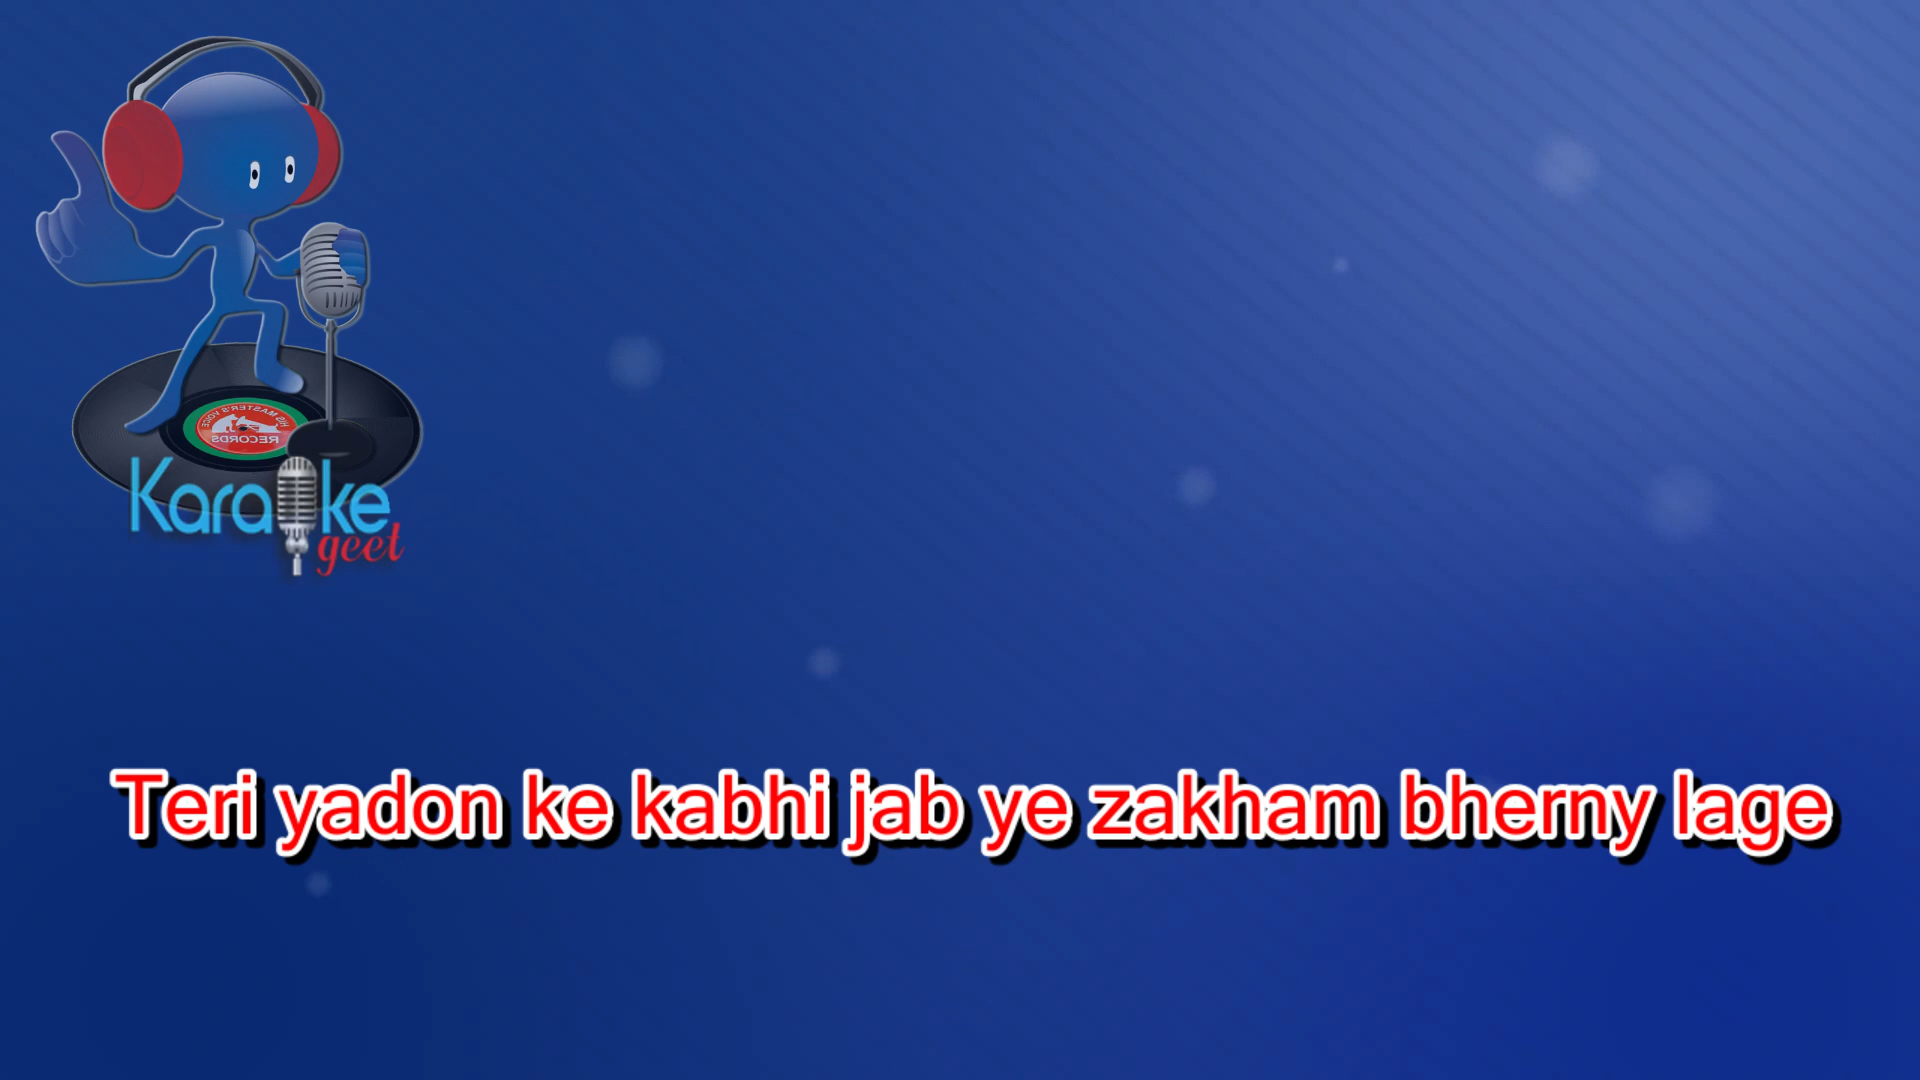 HIS MASTER'S VOICE
RECORDS
Karaoke
geet
Teri yadon ke kabhi jab ye zakham bherny lage